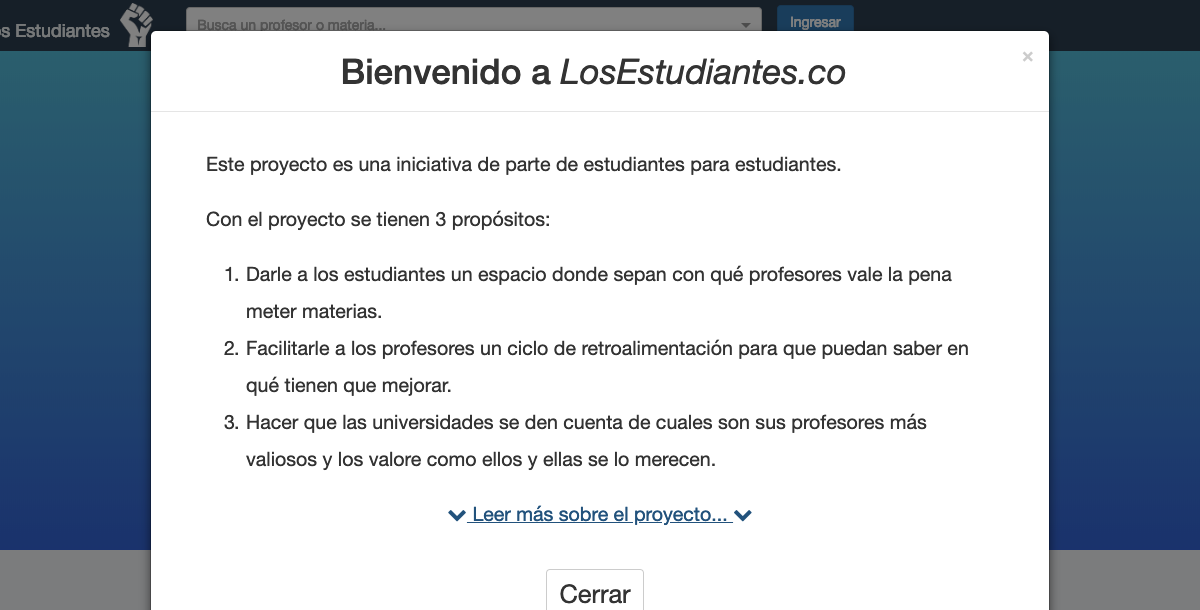 s Estudiantes
Busca un profesor o materia...
Ingresar
×
Bienvenido a LosEstudiantes.co
Este proyecto es una iniciativa de parte de estudiantes para estudiantes.
Con el proyecto se tienen 3 propósitos:
1. Darle a los estudiantes un espacio donde sepan con qué profesores vale la pena
meter materias.
2. Facilitarle a los profesores un ciclo de retroalimentación para que puedan saber en
qué tienen que mejorar.
3. Hacer que las universidades se den cuenta de cuales son sus profesores más
valiosos y los valore como ellos y ellas se lo merecen.
Leer más sobre el proyecto...
Cerrar